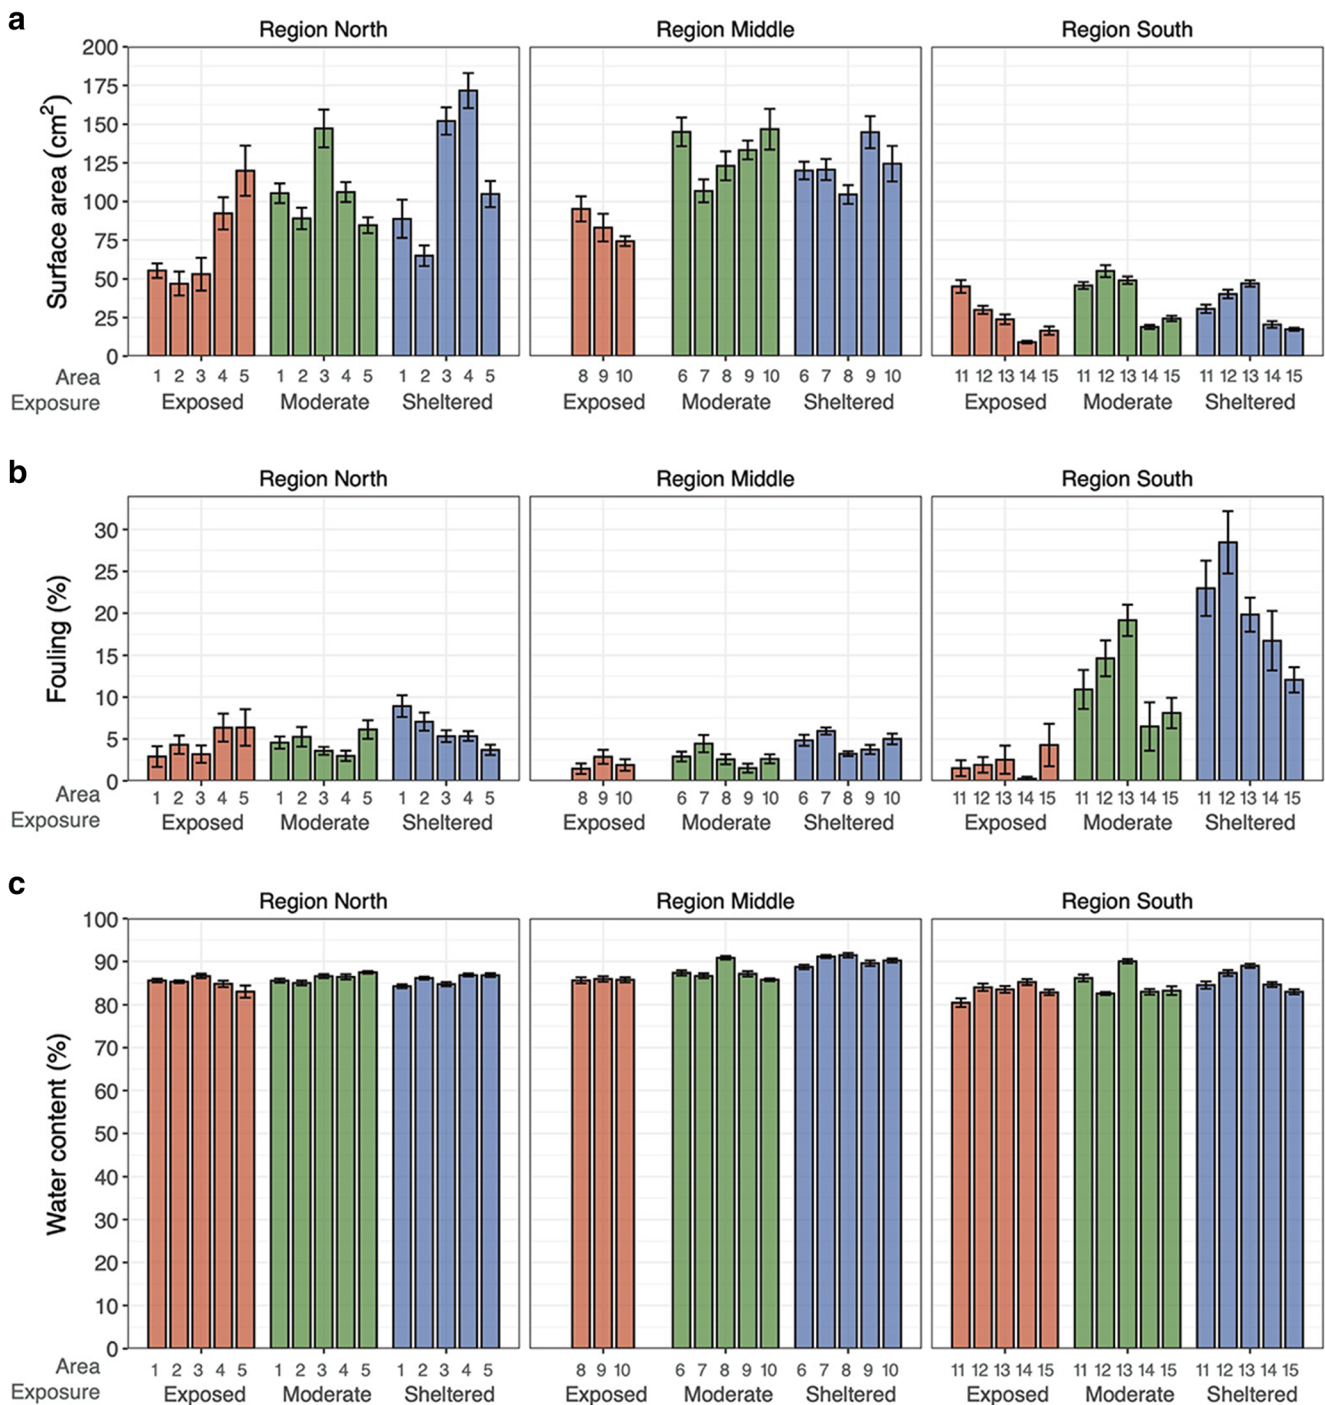 a
Region North Region Middle Region South
Surface area (cm²)
200
175
150
125
100
75
50
25
0
Area 1 2 3 4 5 1 2 3 4 5 1 2 3 4 5 8 9 10 6 7 8 9 10 6 7 8 9 10 11 12 13 14 15 11 12 13 14 15 11 12 13 14 15
Exposure Exposed Moderate Sheltered Exposed Moderate Sheltered Exposed Moderate Sheltered
b
Region North Region Middle Region South
Fouling (%)
30
25
20
15
10
5
0
Area 1 2 3 4 5 1 2 3 4 5 1 2 3 4 5 8 9 10 6 7 8 9 10 6 7 8 9 10 11 12 13 14 15 11 12 13 14 15 11 12 13 14 15
Exposure Exposed Moderate Sheltered Exposed Moderate Sheltered Exposed Moderate Sheltered
c
Region North Region Middle Region South
Water content (%)
100
90
80
70
60
50
40
30
20
10
0
Area 1 2 3 4 5 1 2 3 4 5 1 2 3 4 5 8 9 10 6 7 8 9 10 6 7 8 9 10 11 12 13 14 15 11 12 13 14 15 11 12 13 14 15
Exposure Exposed Moderate Sheltered Exposed Moderate Sheltered Exposed Moderate Sheltered